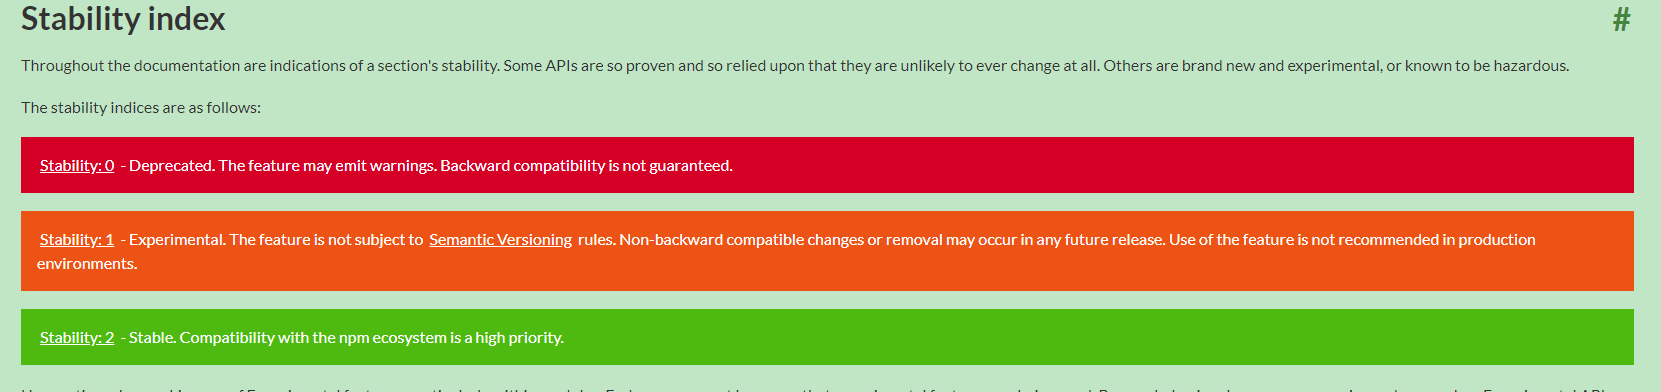 Stability index #
Throughout the documentation are indications of a section's stability. Some APIs are so proven and so relied upon that they are unlikely to ever change at all. Others are brand new and experimental, or known to be hazardous.
The stability indices are as follows:
Stability: 0 - Deprecated. The feature may emit warnings. Backward compatibility is not guaranteed.
Stability: 1 - Experimental. The feature is not subject to Semantic Versioning rules. Non-backward compatible changes or removal may occur in any future release. Use of the feature is not recommended in production
environments.
Stability: 2 - Stable. Compatibility with the npm ecosystem is a high priority.